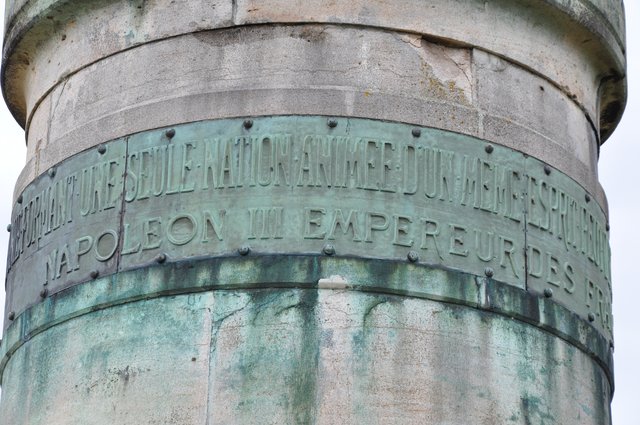 FORMANT·UNE·SEULE·NATION·ANIMEE·D'UN·MEME·ESPRIT
NAPOLEON III EMPEREUR DES